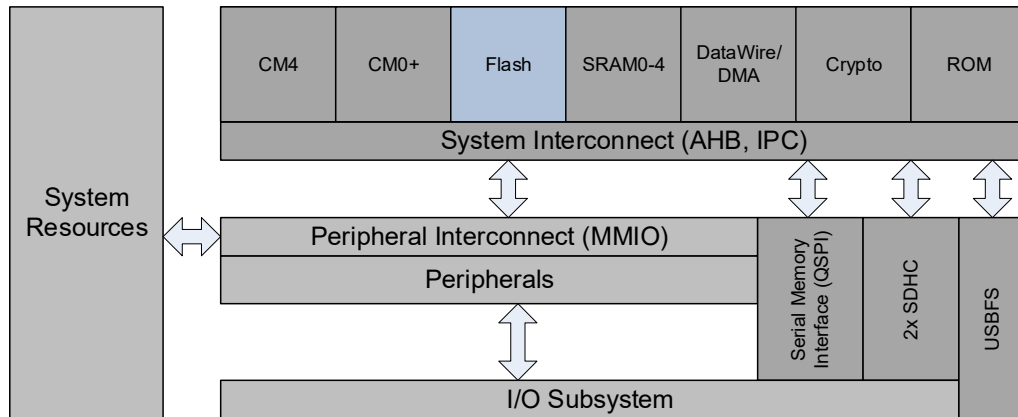 CM4
CM0+
Flash
SRAM0-4
DataWire/
DMA
Crypto
ROM
System Interconnect (AHB, IPC)
System
Resources
Peripheral Interconnect (MMIO)
Peripherals
Serial Memory
Interface (QSPI)
2x SDHC
USBFS
I/O Subsystem